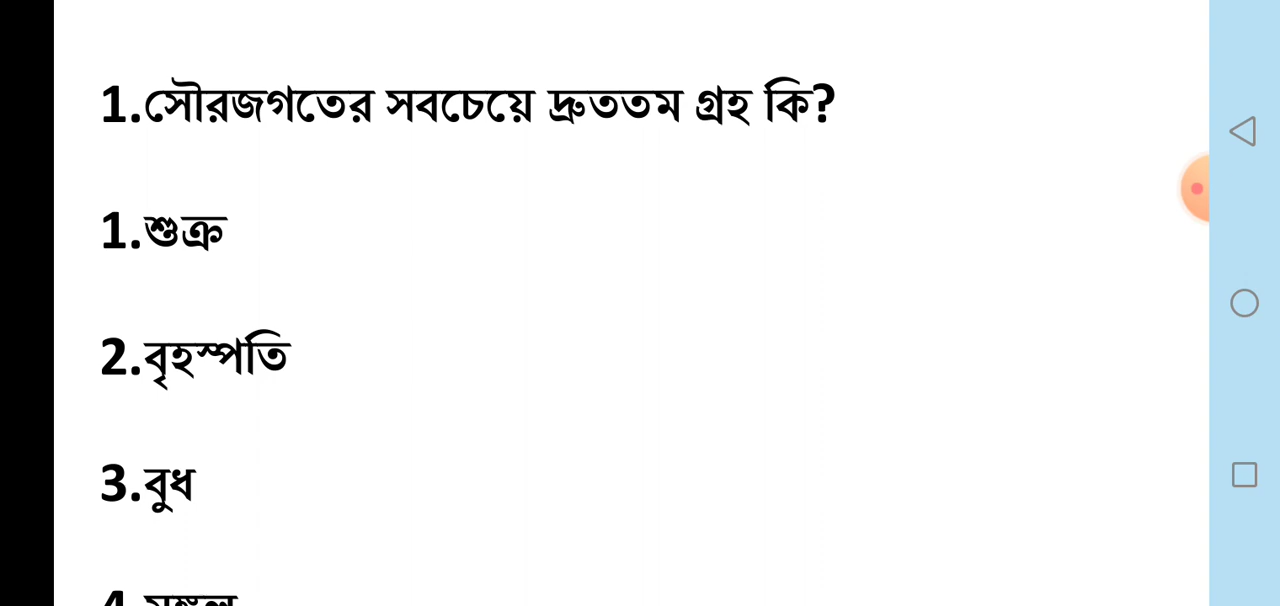 1.সৌরজগতের সবচেয়ে দ্রুততম গ্রহ কি?
1.শুক্র
2.বৃহস্পতি
3.বুধ